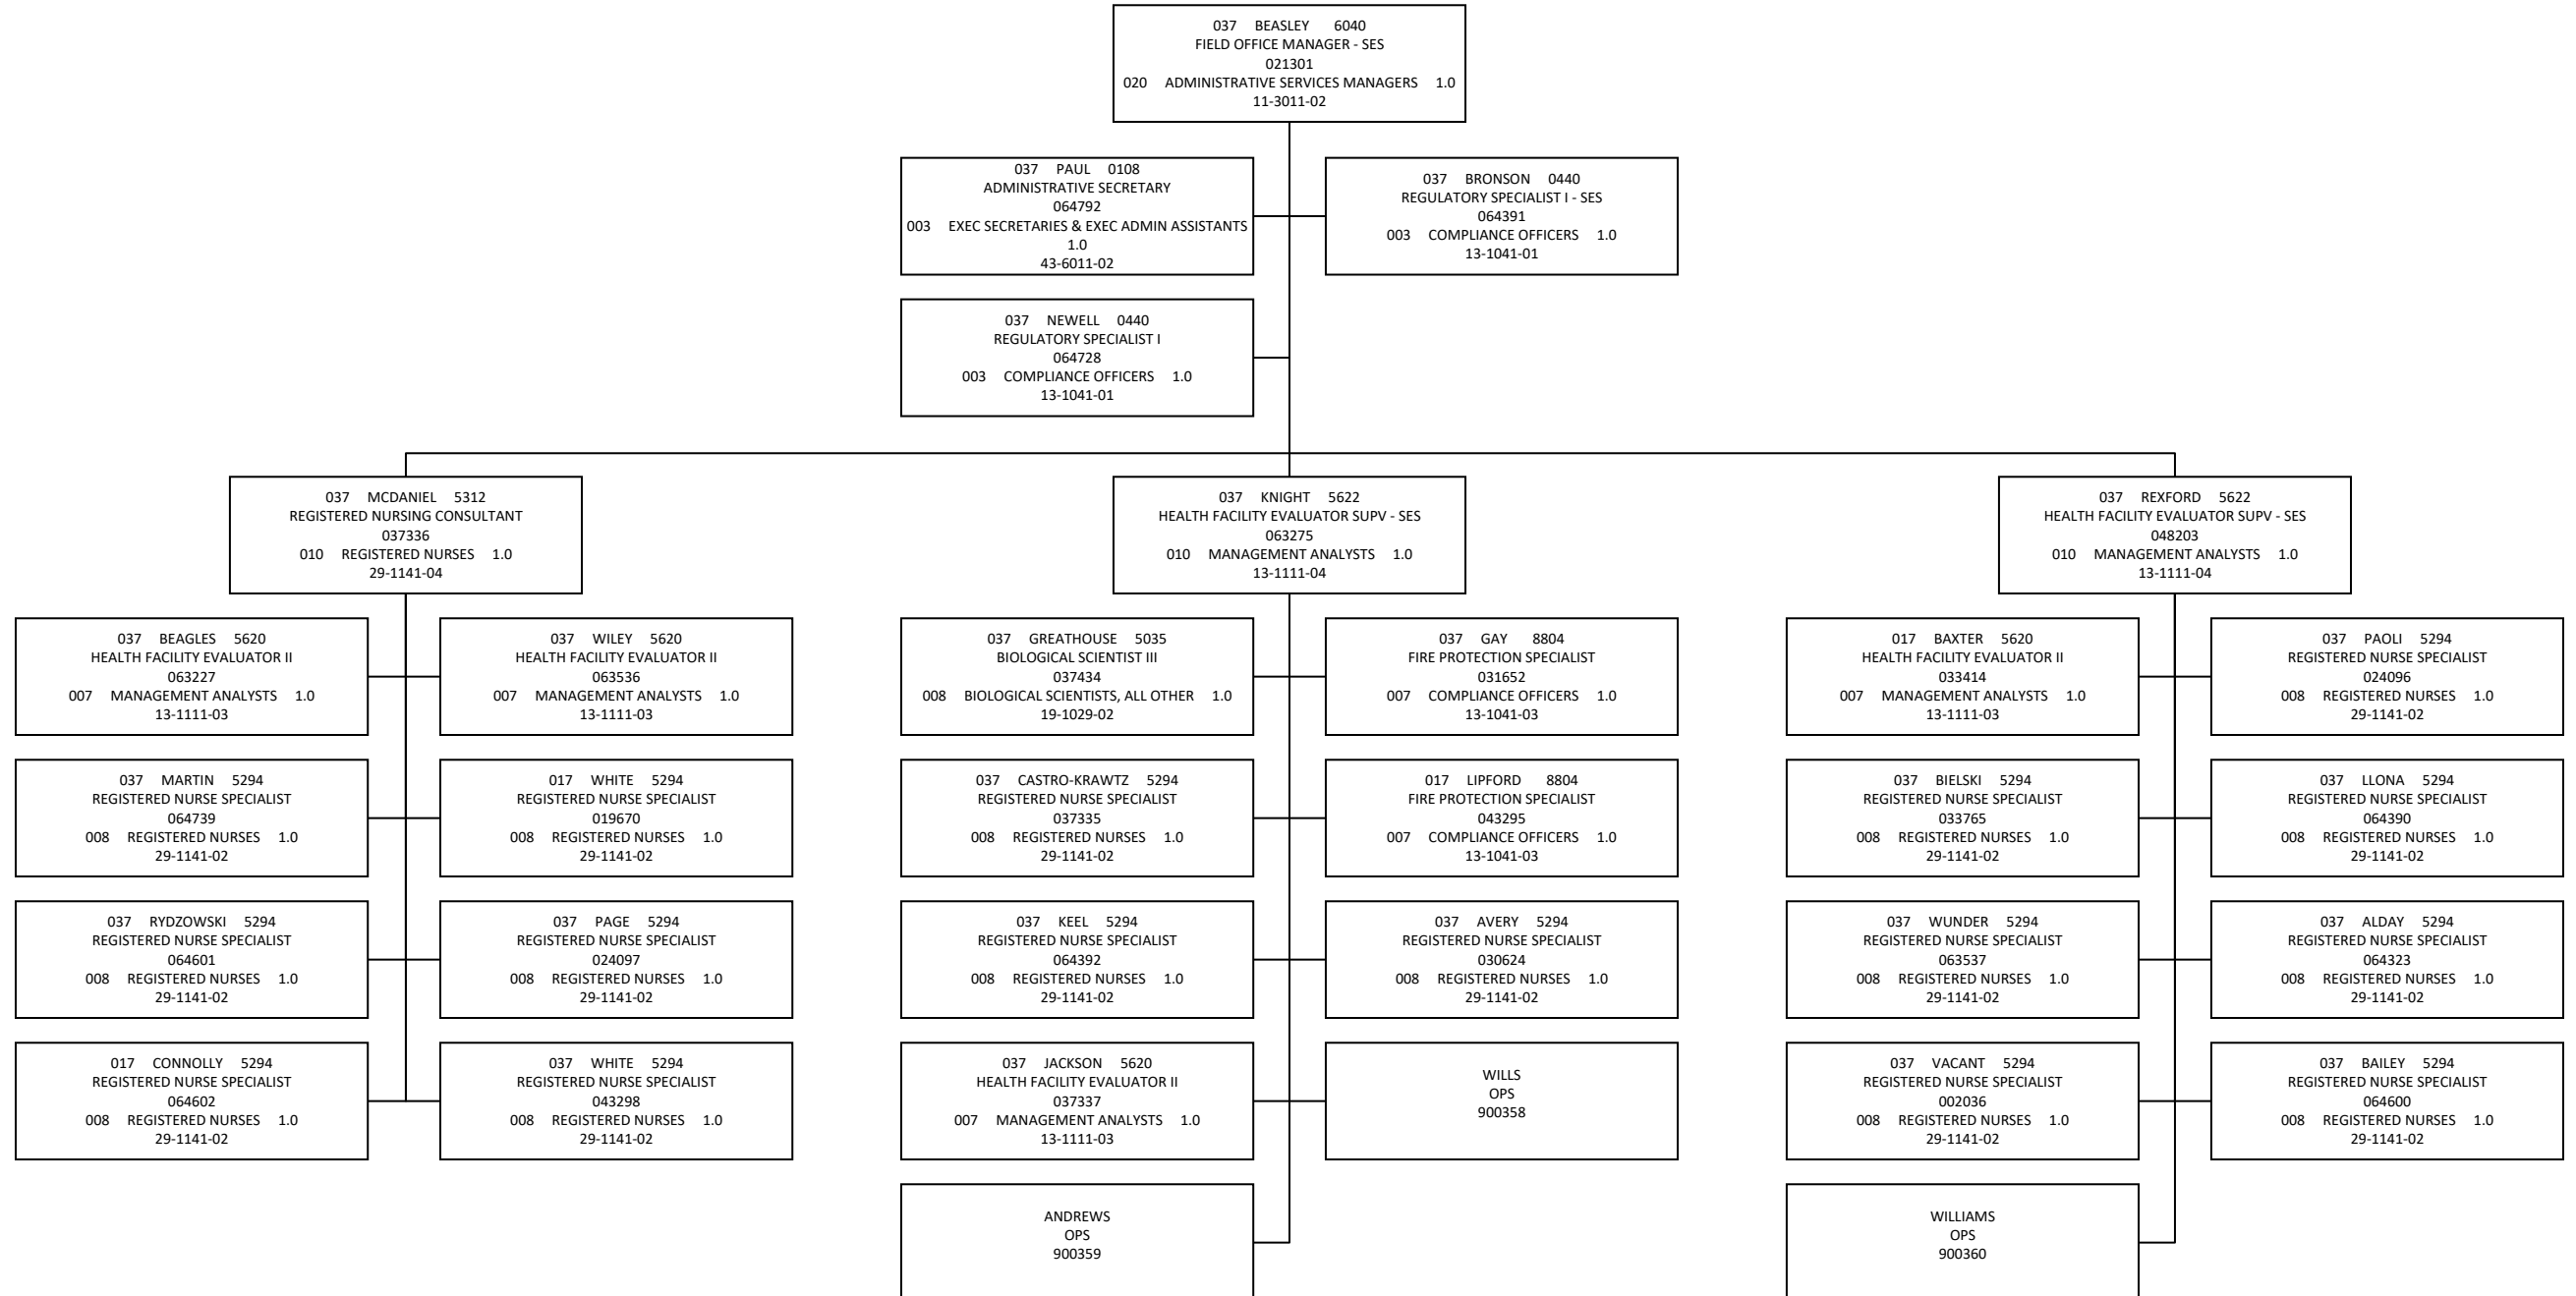 037 BEASLEY 6040
FIELD OFFICE MANAGER - SES
021301
020 ADMINISTRATIVE SERVICES MANAGERS 1.0
11-3011-02
037 PAUL 0108
ADMINISTRATIVE SECRETARY
064792
003 EXEC SECRETARIES & EXEC ADMIN ASSISTANTS
1.0
43-6011-02
037 BRONSON 0440
REGULATORY SPECIALIST I - SES
064391
003 COMPLIANCE OFFICERS 1.0
13-1041-01
037 NEWELL 0440
REGULATORY SPECIALIST I
064728
003 COMPLIANCE OFFICERS 1.0
13-1041-01
037 MCDANIEL 5312
REGISTERED NURSING CONSULTANT
037336
010 REGISTERED NURSES 1.0
29-1141-04
037 KNIGHT 5622
HEALTH FACILITY EVALUATOR SUPV - SES
063275
010 MANAGEMENT ANALYSTS 1.0
13-1111-04
037 REXFORD 5622
HEALTH FACILITY EVALUATOR SUPV - SES
048203
010 MANAGEMENT ANALYSTS 1.0
13-1111-04
037 BEAGLES 5620
HEALTH FACILITY EVALUATOR II
063227
007 MANAGEMENT ANALYSTS 1.0
13-1111-03
037 WILEY 5620
HEALTH FACILITY EVALUATOR II
063536
007 MANAGEMENT ANALYSTS 1.0
13-1111-03
037 GREATHOUSE 5035
BIOLOGICAL SCIENTIST III
037434
008 BIOLOGICAL SCIENTISTS, ALL OTHER 1.0
19-1029-02
037 GAY 8804
FIRE PROTECTION SPECIALIST
031652
007 COMPLIANCE OFFICERS 1.0
13-1041-03
017 BAXTER 5620
HEALTH FACILITY EVALUATOR II
033414
007 MANAGEMENT ANALYSTS 1.0
13-1111-03
037 PAOLI 5294
REGISTERED NURSE SPECIALIST
024096
008 REGISTERED NURSES 1.0
29-1141-02
037 MARTIN 5294
REGISTERED NURSE SPECIALIST
064739
008 REGISTERED NURSES 1.0
29-1141-02
017 WHITE 5294
REGISTERED NURSE SPECIALIST
019670
008 REGISTERED NURSES 1.0
29-1141-02
037 CASTRO-KRAWTZ 5294
REGISTERED NURSE SPECIALIST
037335
008 REGISTERED NURSES 1.0
29-1141-02
017 LIPFORD 8804
FIRE PROTECTION SPECIALIST
043295
007 COMPLIANCE OFFICERS 1.0
13-1041-03
037 BIELSKI 5294
REGISTERED NURSE SPECIALIST
033765
008 REGISTERED NURSES 1.0
29-1141-02
037 LLONA 5294
REGISTERED NURSE SPECIALIST
064390
008 REGISTERED NURSES 1.0
29-1141-02
037 RYDZOWSKI 5294
REGISTERED NURSE SPECIALIST
064601
008 REGISTERED NURSES 1.0
29-1141-02
037 PAGE 5294
REGISTERED NURSE SPECIALIST
024097
008 REGISTERED NURSES 1.0
29-1141-02
037 KEEL 5294
REGISTERED NURSE SPECIALIST
064392
008 REGISTERED NURSES 1.0
29-1141-02
037 AVERY 5294
REGISTERED NURSE SPECIALIST
030624
008 REGISTERED NURSES 1.0
29-1141-02
037 WUNDER 5294
REGISTERED NURSE SPECIALIST
063537
008 REGISTERED NURSES 1.0
29-1141-02
037 ALDAY 5294
REGISTERED NURSE SPECIALIST
064323
008 REGISTERED NURSES 1.0
29-1141-02
017 CONNOLLY 5294
REGISTERED NURSE SPECIALIST
064602
008 REGISTERED NURSES 1.0
29-1141-02
037 WHITE 5294
REGISTERED NURSE SPECIALIST
043298
008 REGISTERED NURSES 1.0
29-1141-02
037 JACKSON 5620
HEALTH FACILITY EVALUATOR II
037337
007 MANAGEMENT ANALYSTS 1.0
13-1111-03
WILLS
OPS
900358
037 VACANT 5294
REGISTERED NURSE SPECIALIST
002036
008 REGISTERED NURSES 1.0
29-1141-02
037 BAILEY 5294
REGISTERED NURSE SPECIALIST
064600
008 REGISTERED NURSES 1.0
29-1141-02
ANDREWS
OPS
900359
WILLIAMS
OPS
900360